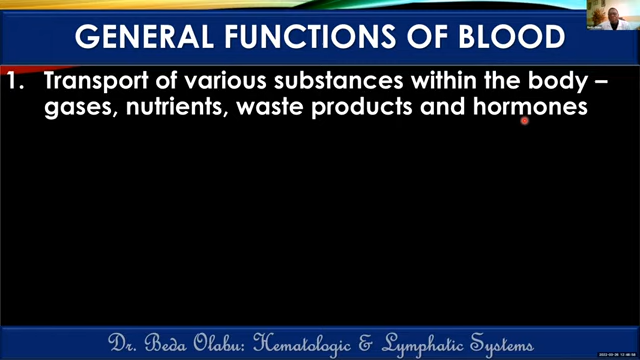 GENERAL FUNCTIONS OF BLOOD
1. Transport of various substances within the body –
gases, nutrients, waste products and hormones
Dr. Beda Olabu: Hematologic & Lymphatic Systems